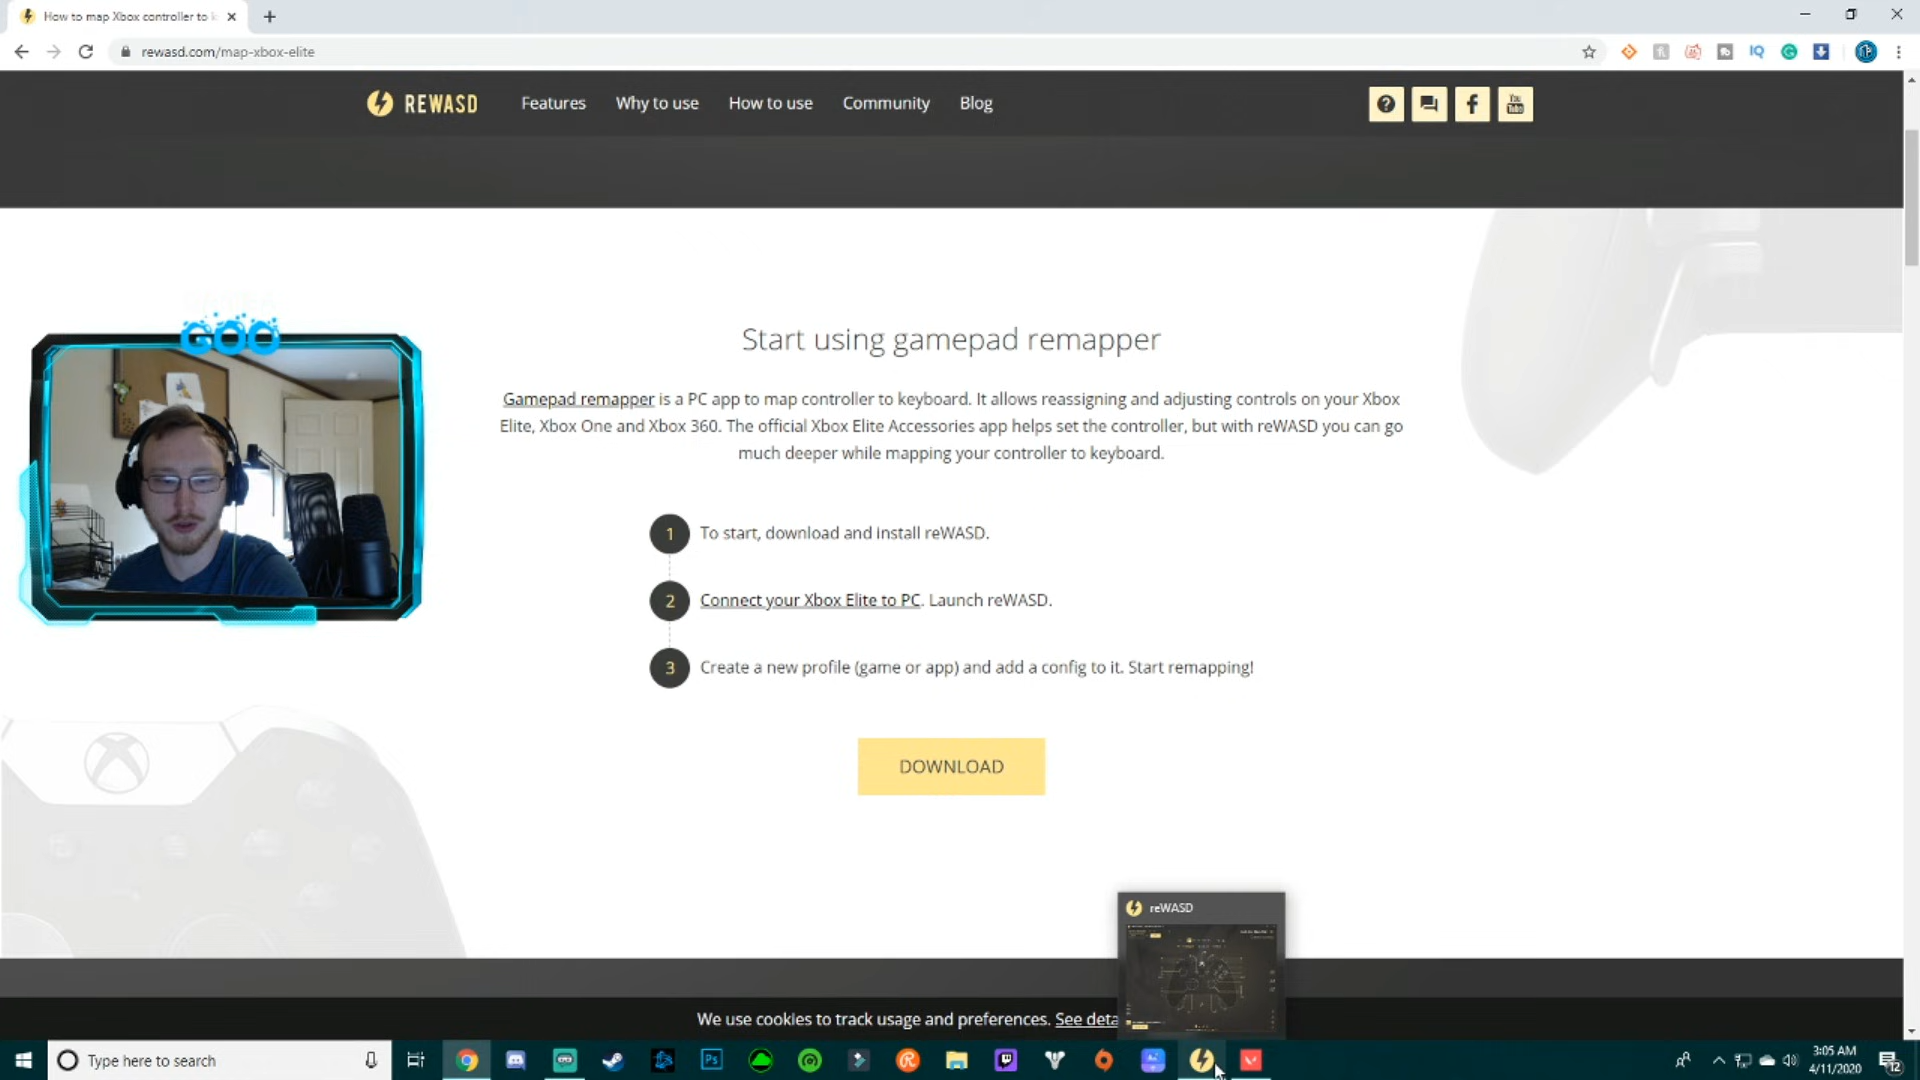 How to map Xbox controller to k
rewasd.com/map-xbox-elite
IQ
REWASD
Features
Why to use
How to use
Community
Blog
You
Tube
GOO
Start using gamepad remapper
Gamepad remapper is a PC app to map controller to keyboard. It allows reassigning and adjusting controls on your Xbox
Elite, Xbox One and Xbox 360. The official Xbox Elite Accessories app helps set the controller, but with reWASD you can go
much deeper while mapping your controller to keyboard.
1 To start, download and install reWASD.
2 Connect your Xbox Elite to PC. Launch reWASD.
3 Create a new profile (game or app) and add a config to it. Start remapping!
DOWNLOAD
reWASD
We use cookies to track usage and preferences. See deta
Type here to search
Ps
3:05 AM
4/11/2020
12